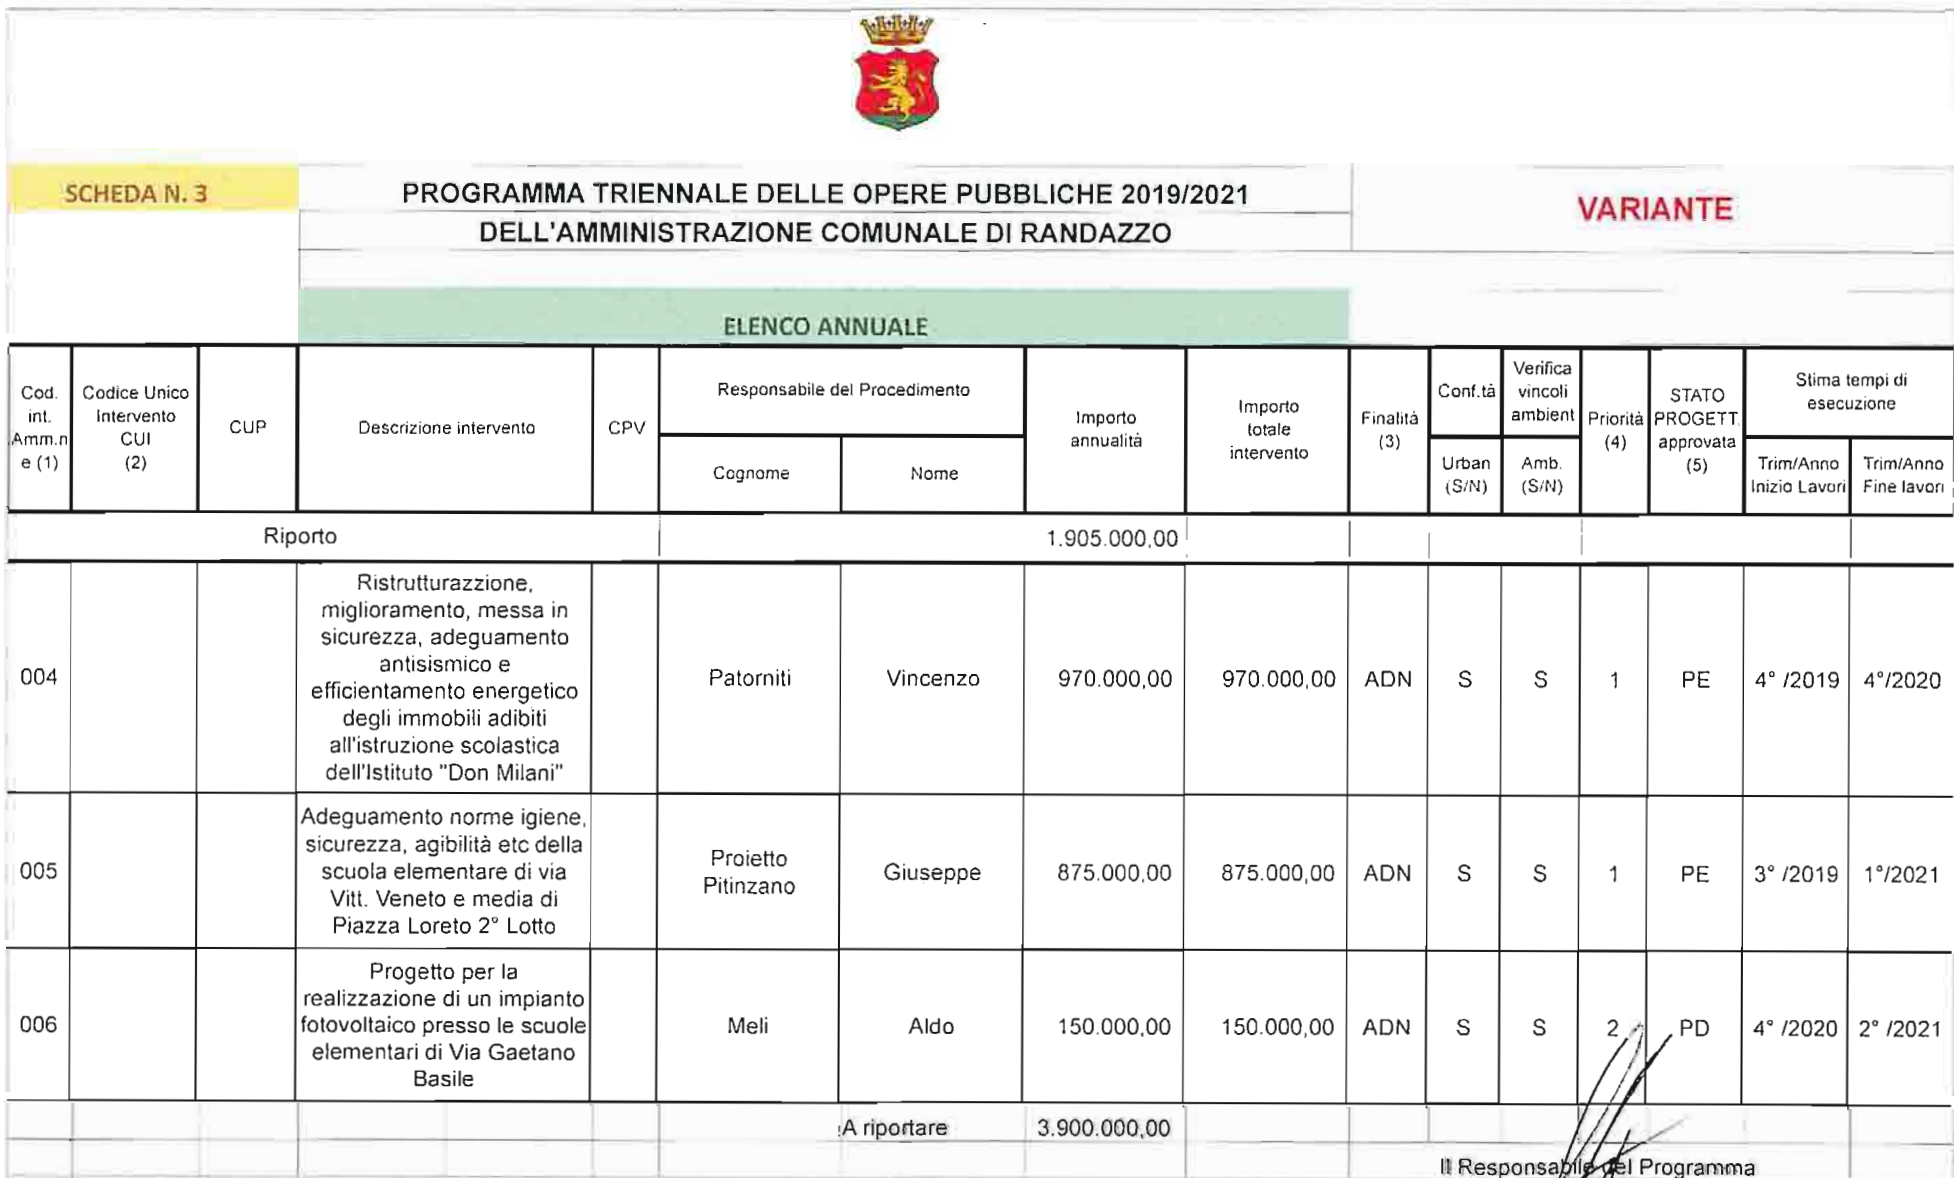 SCHEDA N. 3
PROGRAMMA TRIENNALE DELLE OPERE PUBBLICHE 2019/2021
DELL'AMMINISTRAZIONE COMUNALE DI RANDAZZO
VARIANTE
ELENCO ANNUALE
Cod.
int.
Amm.n
e (1)
Codice Unico
Intervento
CUI
(2)
CUP
Descrizione intervento
CPV
Responsabile del Procedimento
Cognome
Nome
Importo
annualità
Importo
totale
intervento
Finalità
(3)
Conf.tà
Urban
(S/N)
Verifica
vincoli
ambient
Amb.
(S/N)
Priorità
(4)
STATO
PROGETT.
approvata
(5)
Stima tempi di
esecuzione
Trim/Anno
Inizio Lavori
Trim/Anno
Fine lavori
Riporto
1.905.000,00
004
Ristrutturazzione,
miglioramento, messa in
sicurezza, adeguamento
antisismico e
efficientamento energetico
degli immobili adibiti
all'istruzione scolastica
dell'Istituto "Don Milani"
Patorniti
Vincenzo
970.000,00
970.000,00
ADN
S
S
1
PE
4° /2019
4°/2020
005
Adeguamento norme igiene,
sicurezza, agibilità etc della
scuola elementare di via
Vitt. Veneto e media di
Piazza Loreto 2° Lotto
Proietto
Pitinzano
Giuseppe
875.000,00
875.000,00
ADN
S
S
1
PE
3° /2019
1°/2021
006
Progetto per la
realizzazione di un impianto
fotovoltaico presso le scuole
elementari di Via Gaetano
Basile
Meli
Aldo
150.000,00
150.000,00
ADN
S
S
2
PD
4° /2020
2° /2021
A riportare
3.900.000,00
Il Responsabile del Programma